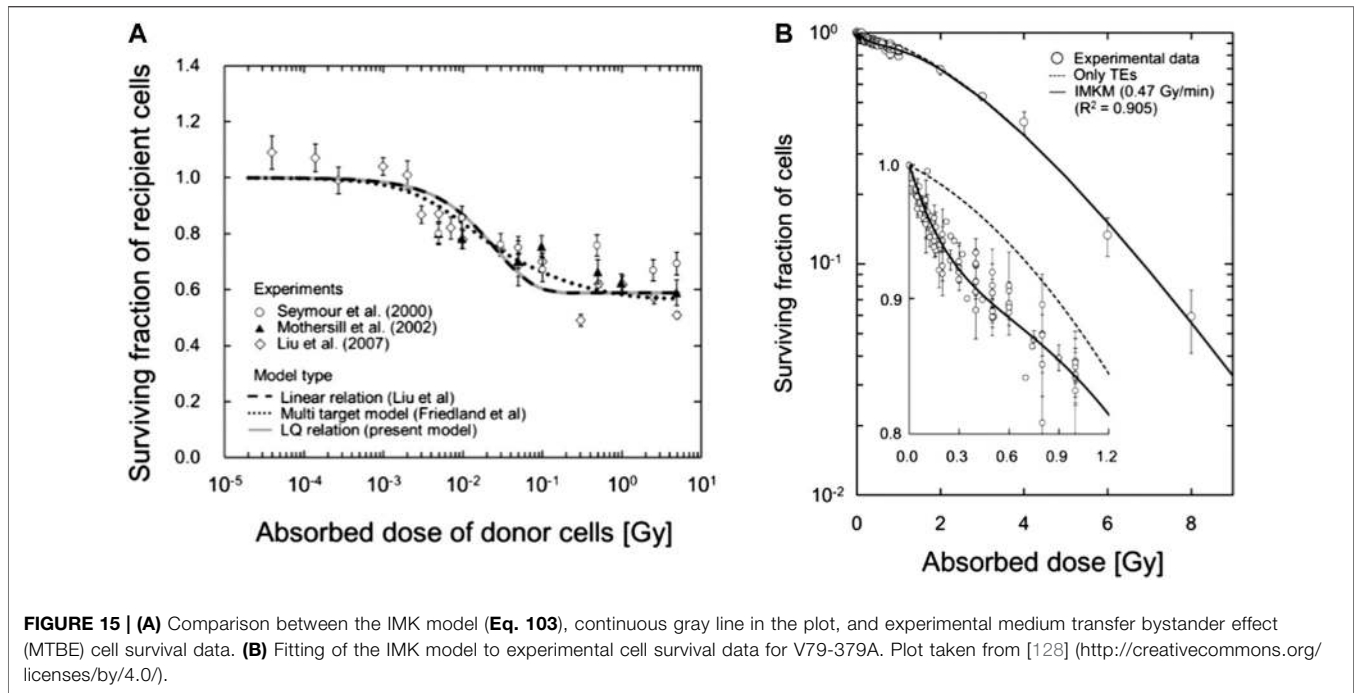 A
Surviving fraction of recipient cells
1.4
1.2
1.0
0.8
0.6
0.4
0.2
0.0
Experiments
Seymour et al. (2000)
Mothersill et al. (2002)
Liu et al. (2007)
Model type
Linear relation (Liu et al)
Multi target model (Friedland et al)
LQ relation (present model)
10-5 10-4 10-3 10-2 10-1 100 101
Absorbed dose of donor cells [Gy]
B
Surviving fraction of cells
100
10-1
10-2
Experimental data
Only TEs
IMKM (0.47 Gy/min)
(R2 = 0.905)
1.0
0.9
0.8
0.0 0.3 0.6 0.9 1.2
0 2 4 6 8
Absorbed dose [Gy]
FIGURE 15 | (A) Comparison between the IMK model (Eq. 103), continuous gray line in the plot, and experimental medium transfer bystander effect
(MTBE) cell survival data. (B) Fitting of the IMK model to experimental cell survival data for V79-379A. Plot taken from [128] (http://creativecommons.org/
licenses/by/4.0/).